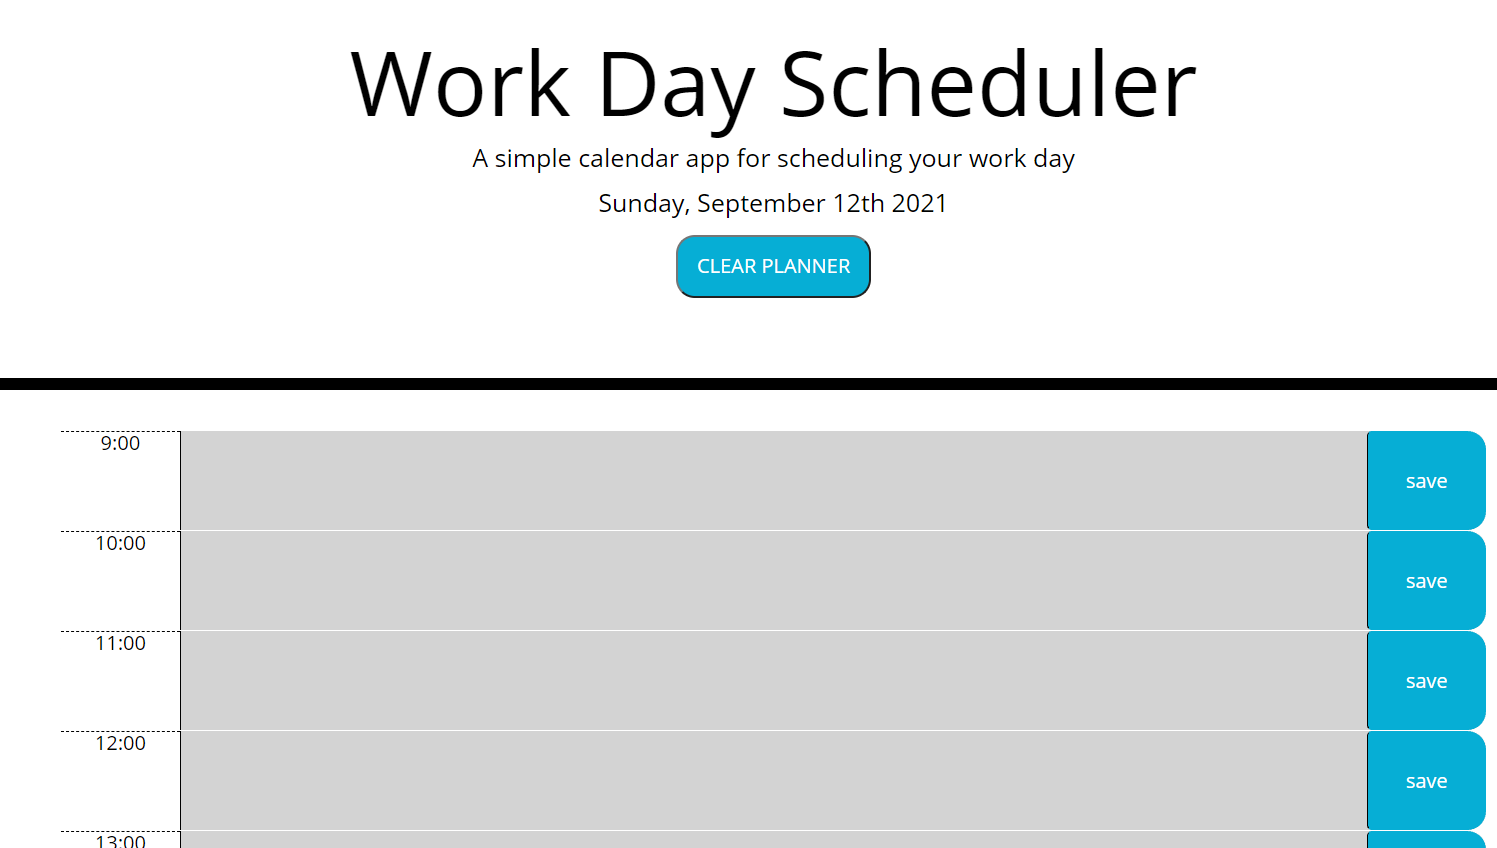 Work Day Scheduler
A simple calendar app for scheduling your work day
Sunday, September 12th 2021
CLEAR PLANNER
9:00
save
10:00
save
11:00
save
12:00
save
13:00